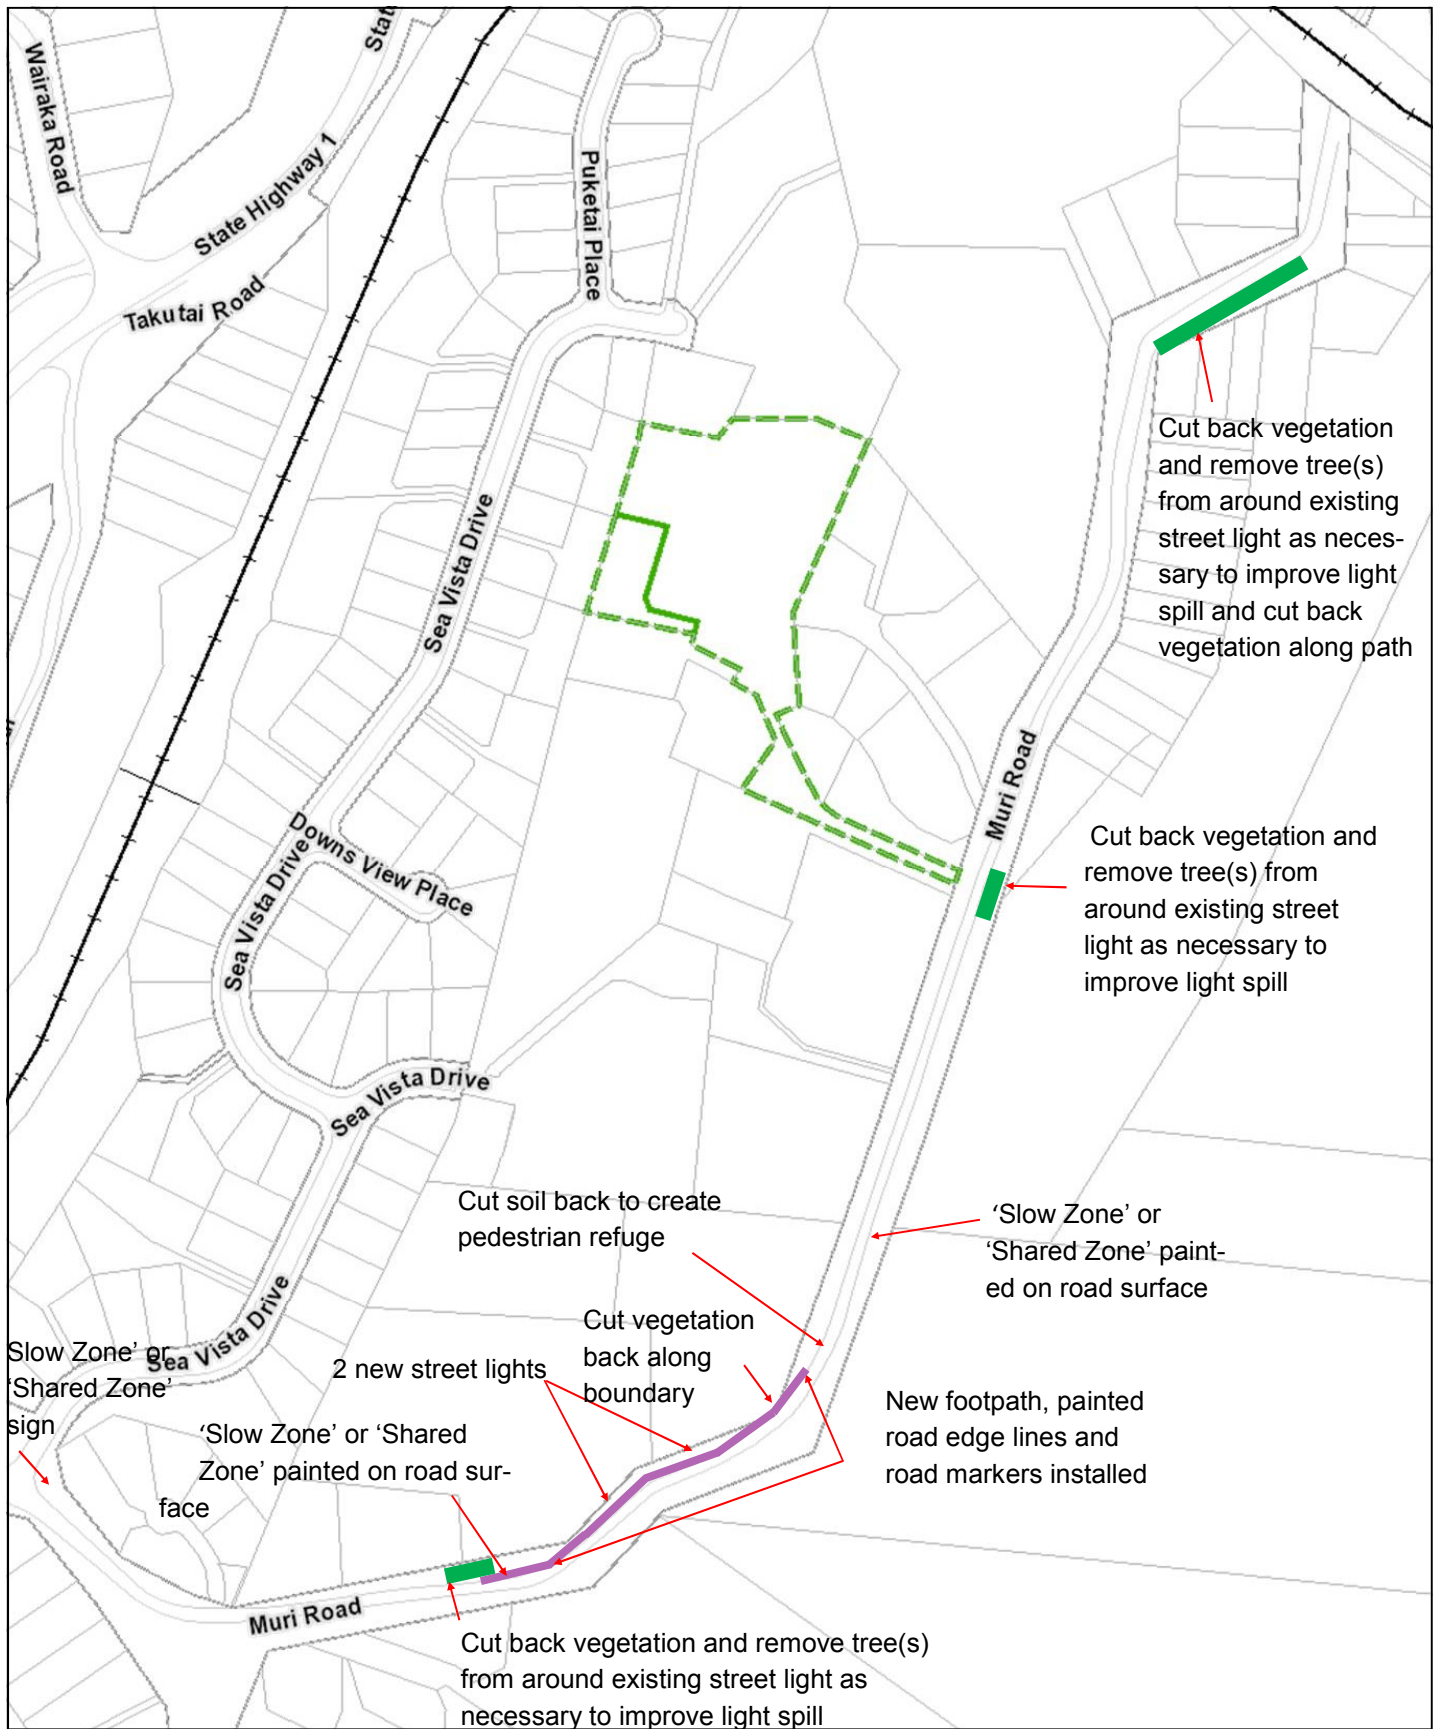 State
Wairaka Road
State Highway 1
Takutai Road
Puketai Place
Cut back vegetation
and remove tree(s)
from around existing
street light as neces-
sary to improve light
spill and cut back
vegetation along path
Sea Vista Drive
Muri Road
Downs View Place
Sea Vista Drive
Cut back vegetation and
remove tree(s) from
around existing street
light as necessary to
improve light spill
Sea Vista Drive
Cut soil back to create
pedestrian refuge
‘Slow Zone’ or
‘Shared Zone’ paint-
ed on road surface
Sea Vista Drive
Slow Zone’ or
‘Shared Zone’
sign
2 new street lights
Cut vegetation
back along
boundary
New footpath, painted
road edge lines and
road markers installed
‘Slow Zone’ or ‘Shared
Zone’ painted on road sur-
face
Muri Road
Cut back vegetation and remove tree(s)
from around existing street light as
necessary to improve light spill